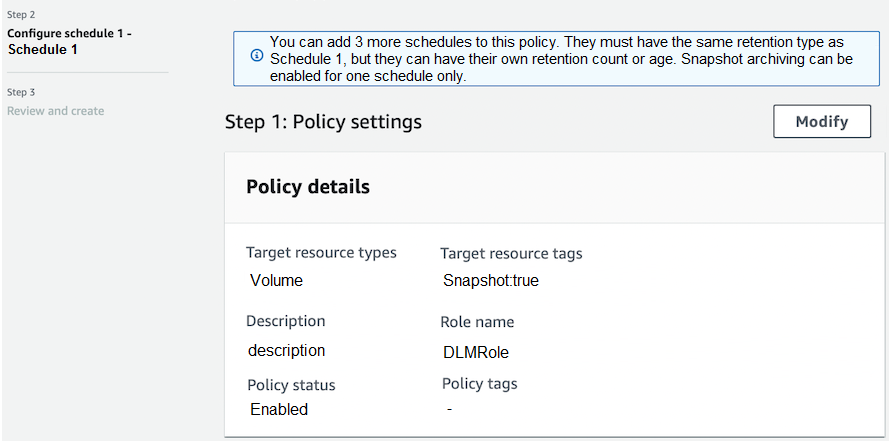 Step 2
Configure schedule 1 -
Schedule 1
Step 3
Review and create
You can add 3 more schedules to this policy. They must have the same retention type as
Schedule 1, but they can have their own retention count or age. Snapshot archiving can be
enabled for one schedule only.
Step 1: Policy settings
Modify
Policy details
Target resource types
Target resource tags
Volume
Snapshot:true
Description
Role name
description
DLMRole
Policy status
Policy tags
Enabled
-